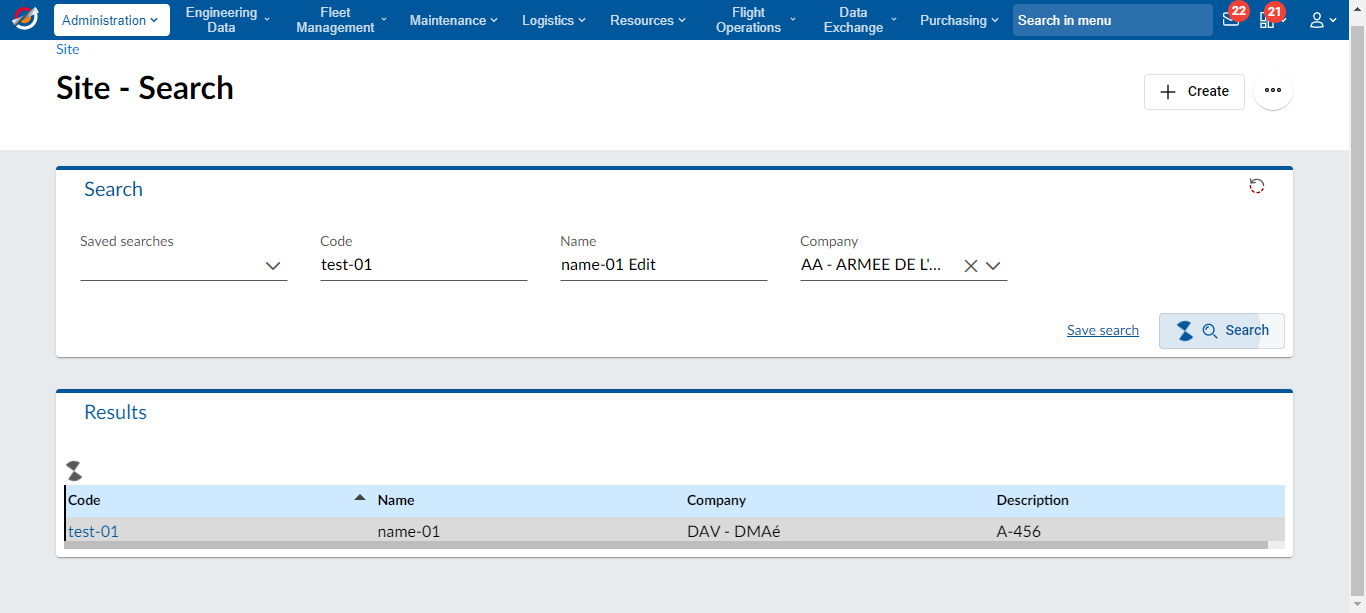 Administration
Engineering Data
Fleet Management
Maintenance
Logistics
Resources
Flight Operations
Data Exchange
Purchasing
Search in menu
22
21
Site
Site - Search
Create
Search
Saved searches
Code
Name
Company
test-01
name-01 Edit
AA - ARMEE DE L'...
Save search
Search
Results
Code
Name
Company
Description
test-01
name-01
DAV - DMAé
A-456